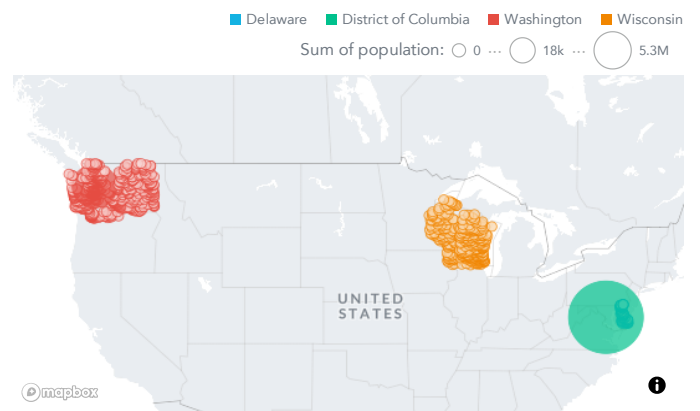 Delaware District of Columbia Washington Wisconsin
Sum of population: 0 ··· 18k ··· 5.3M
UNITED
STATES
mapbox